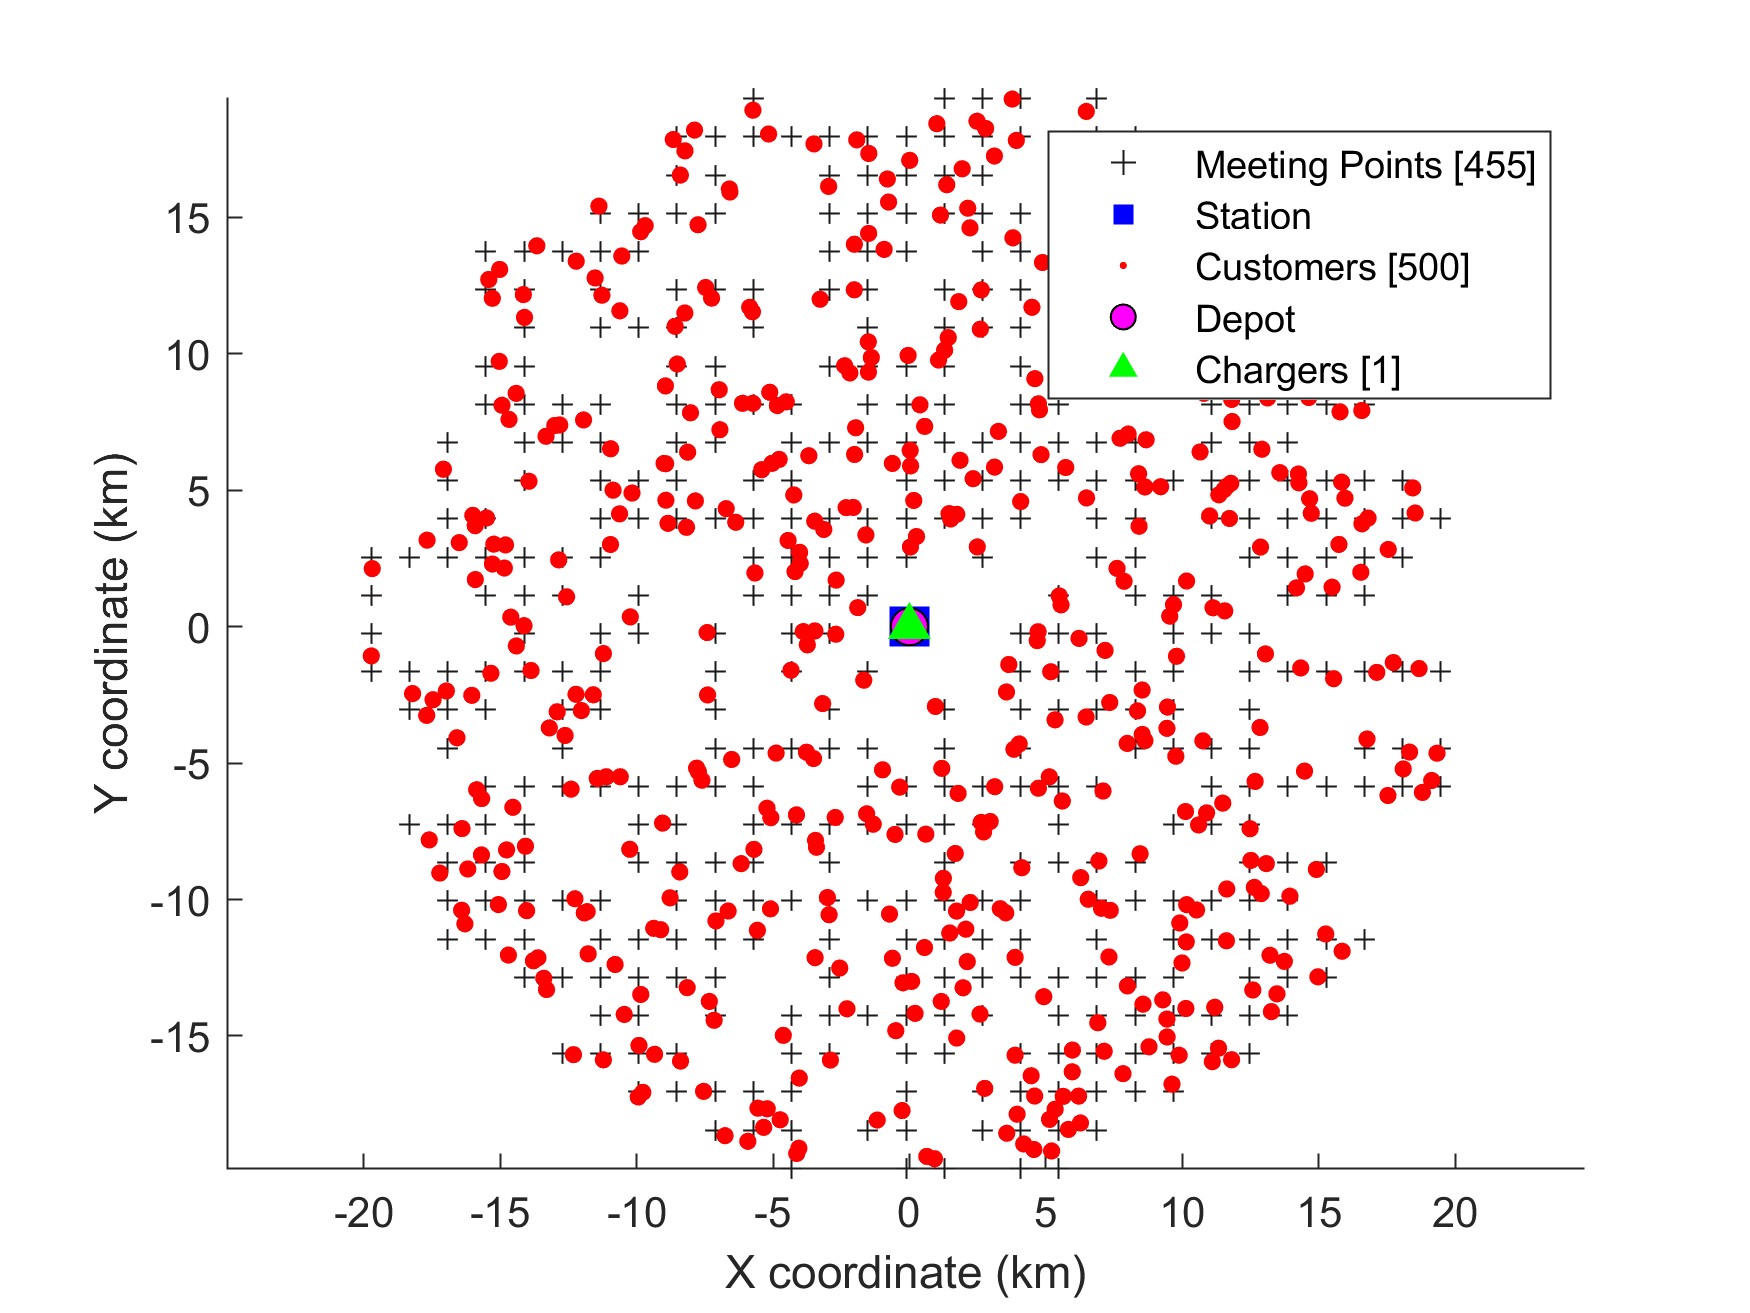 Meeting Points [455]
Station
Customers [500]
Depot
Chargers [1]
15
10
5
0
-5
-10
-15
Y coordinate (km)
-20 -15 -10 -5 0 5 10 15 20
X coordinate (km)